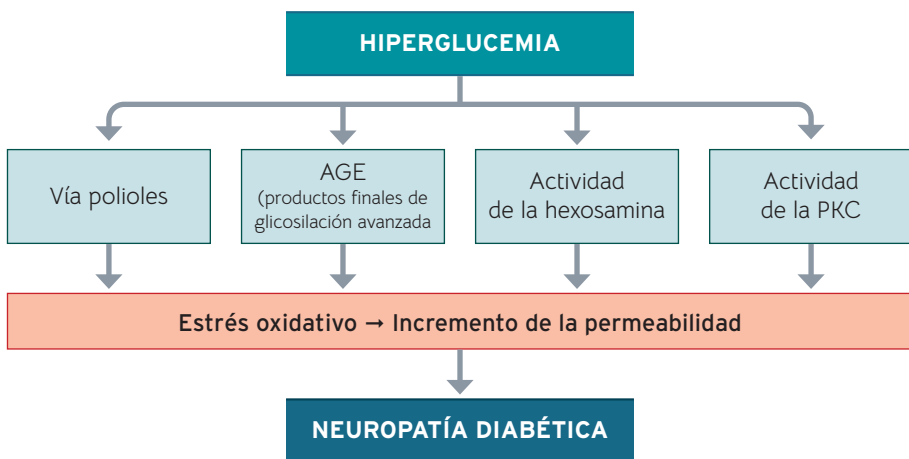 HIPERGLUCEMIA
Vía polioles
AGE
(productos finales de
glicosilación avanzada
Actividad
de la hexosamina
Actividad
de la PKC
Estrés oxidativo → Incremento de la permeabilidad
NEUROPATÍA DIABÉTICA